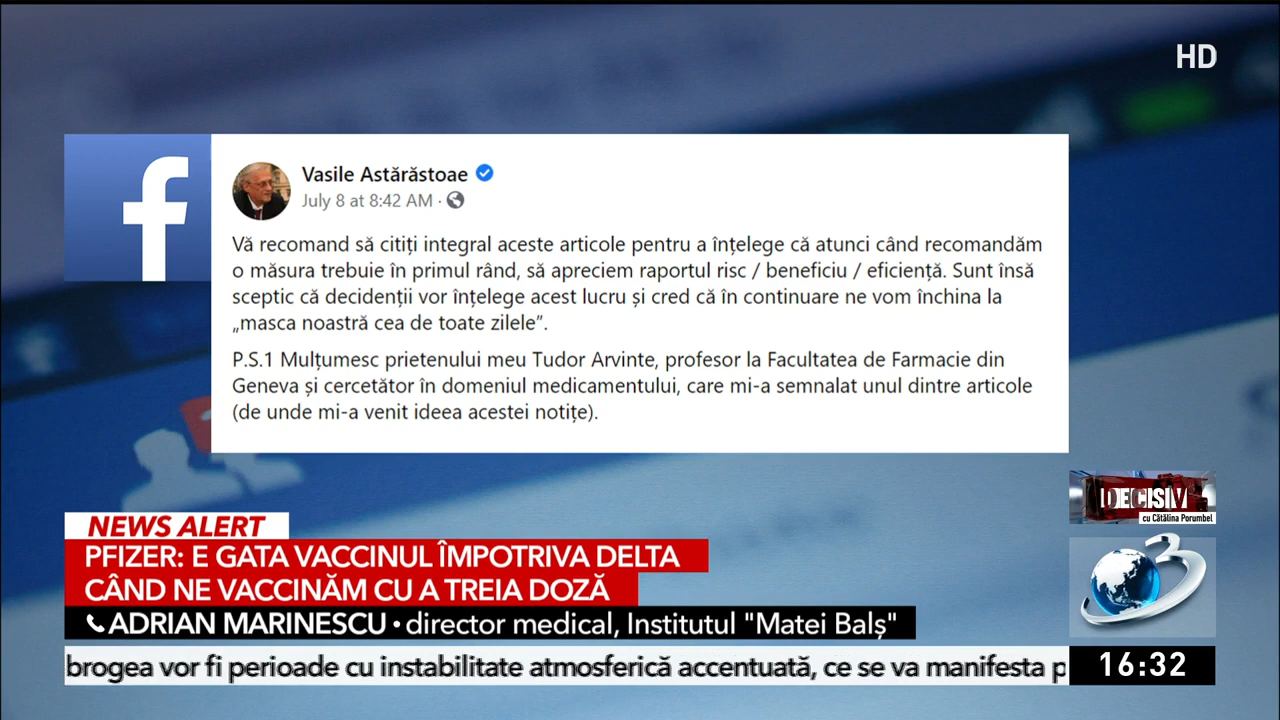 HD
f
Vasile Astărăstoae
July 8 at 8:42 AM ·
Vă recomand să citiți integral aceste articole pentru a înțelege că atunci când recomandăm
o măsura trebuie în primul rând, să apreciem raportul risc / beneficiu / eficiență. Sunt însă
sceptic că decidenții vor înțelege acest lucru și cred că în continuare ne vom închina la
„masca noastră cea de toate zilele”.
P.S.1 Mulțumesc prietenului meu Tudor Arvinte, profesor la Facultatea de Farmacie din
Geneva și cercetător în domeniul medicamentului, care mi-a semnalat unul dintre articole
(de unde mi-a venit ideea acestei notițe).
DECISIV
cu Cătălina Porumbel
NEWS ALERT
PFIZER: E GATA VACCINUL ÎMPOTRIVA DELTA
CÂND NE VACCINĂM CU A TREIA DOZĂ
ADRIAN MARINESCU • director medical, Institutul "Matei Balș"
3
brogea vor fi perioade cu instabilitate atmosferică accentuată, ce se va manifesta p
16:32